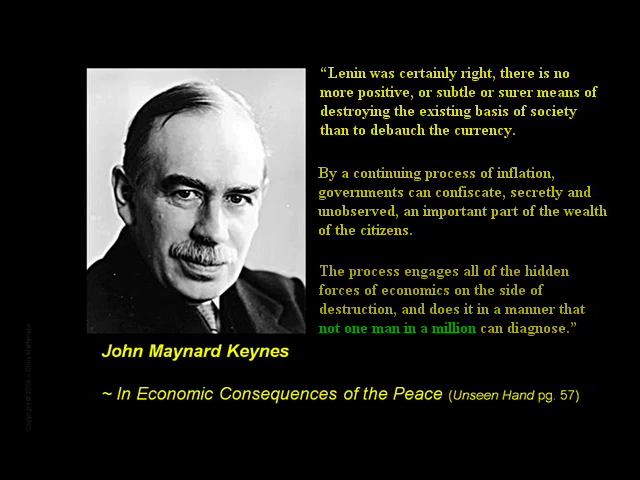 “Lenin was certainly right, there is no
more positive, or subtle or surer means of
destroying the existing basis of society
than to debauch the currency.
By a continuing process of inflation,
governments can confiscate, secretly and
unobserved, an important part of the wealth
of the citizens.
The process engages all of the hidden
forces of economics on the side of
destruction, and does it in a manner that
not one man in a million can diagnose.”
John Maynard Keynes
~ In Economic Consequences of the Peace (Unseen Hand pg. 57)